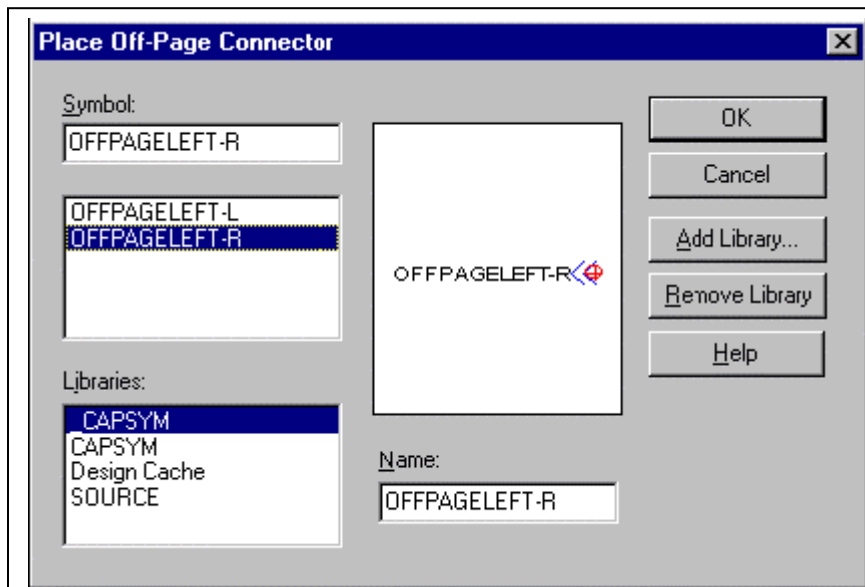 Place Off-Page Connector
Symbol:
OFFPAGELEFT-R
OFFPAGELEFT-L
OFFPAGELEFT-R
Libraries:
_CAPSYM
CAPSYM
Design Cache
SOURCE
OFFPAGELEFT-R
Name:
OFFPAGELEFT-R
OK
Cancel
Add Library...
Remove Library
Help